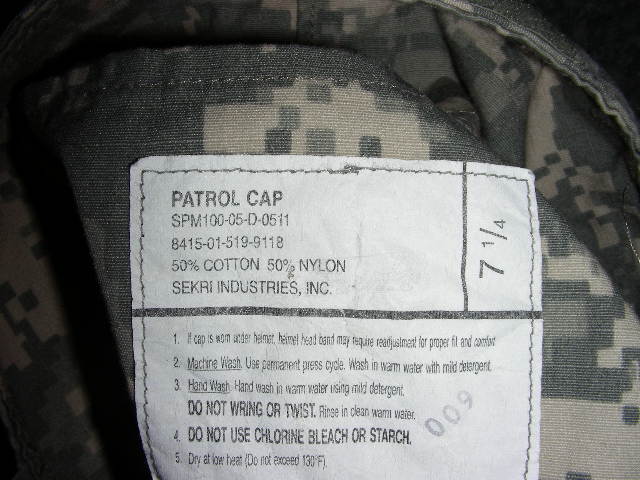 PATROL CAP
SPM100-05-D-0511
8415-01-519-9118
50% COTTON 50% NYLON
SEKRI INDUSTRIES, INC.
7 1/4
1. If cap is worn under helmet, helmet head band may require readjustment for proper fit and comfort
2. Machine Wash. Use permanent press cycle. Wash in warm water with mild detergent.
3. Hand Wash. Hand wash in warm water using mild detergent.
DO NOT WRING OR TWIST. Rinse in clean warm water.
4. DO NOT USE CHLORINE BLEACH OR STARCH.
5. Dry at low heat (Do not exceed 130°F).
009